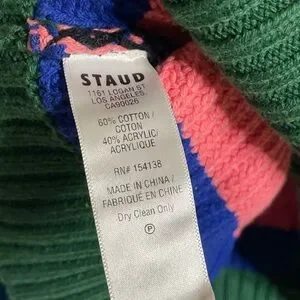 STAUD
1161 LOGAN ST
LOS ANGELES
CA90026
60% COTTON /
COTON
40% ACRYLIC/
ACRYLIQUE
RN# 154138
MADE IN CHINA /
FABRIQUÉ EN CHINE
Dry Clean Only
P